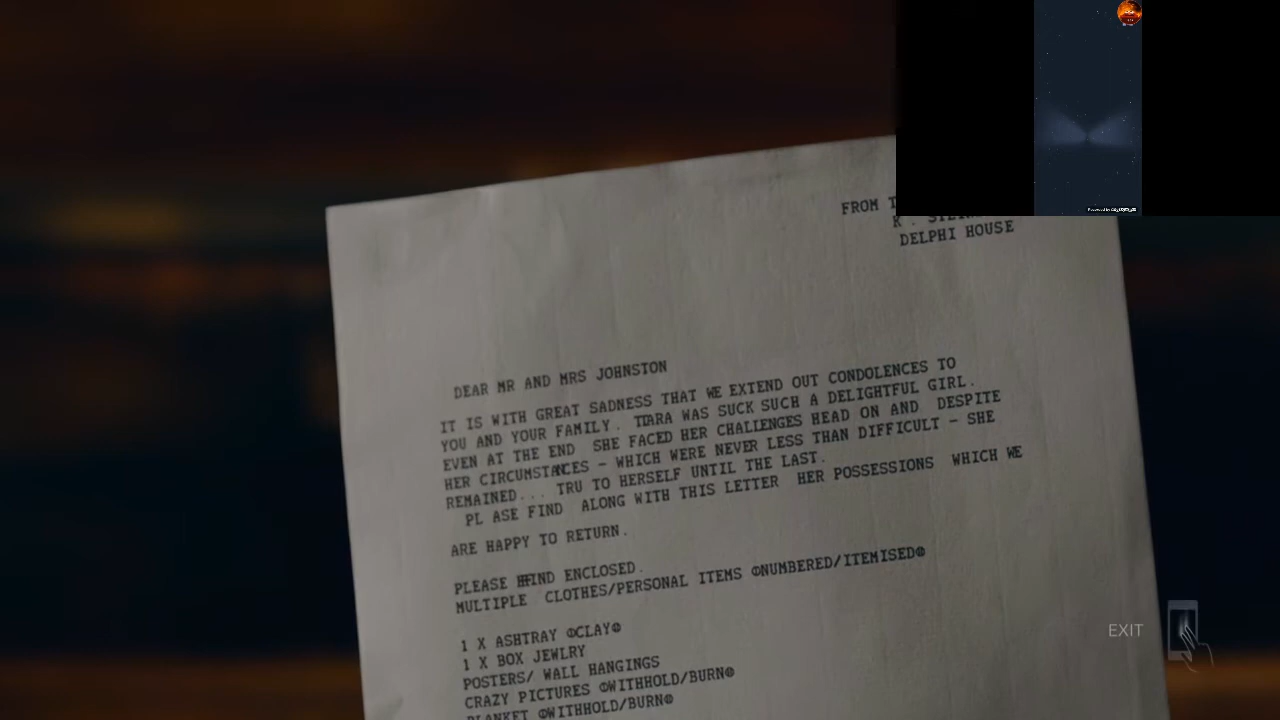 FROM
DELPHI HOUSE
DEAR MR AND MRS JOHNSTON
IT IS WITH GREAT SADNESS THAT WE EXTEND OUT CONDOLENCES TO
YOU AND YOUR FAMILY. TIARA WAS SUCK SUCH A DELIGHTFUL GIRL.
EVEN AT THE END SHE FACED HER CHALLENGES HEAD ON AND DESPITE
HER CIRCUMSTANCES - WHICH WERE NEVER LESS THAN DIFFICULT - SHE
REMAINED... TRU TO HERSELF UNTIL THE LAST.
PL ASE FIND ALONG WITH THIS LETTER HER POSSESSIONS WHICH WE
ARE HAPPY TO RETURN.
PLEASE FIND ENCLOSED.
MULTIPLE CLOTHES/PERSONAL ITEMS NUMBERED/ITEMISED
1 X ASHTRAY CLAY
1 X BOX JEWLRY
POSTERS/ WALL HANGINGS
CRAZY PICTURES WITHHOLD/BURN
BLANKET WITHHOLD/BURN
EXIT